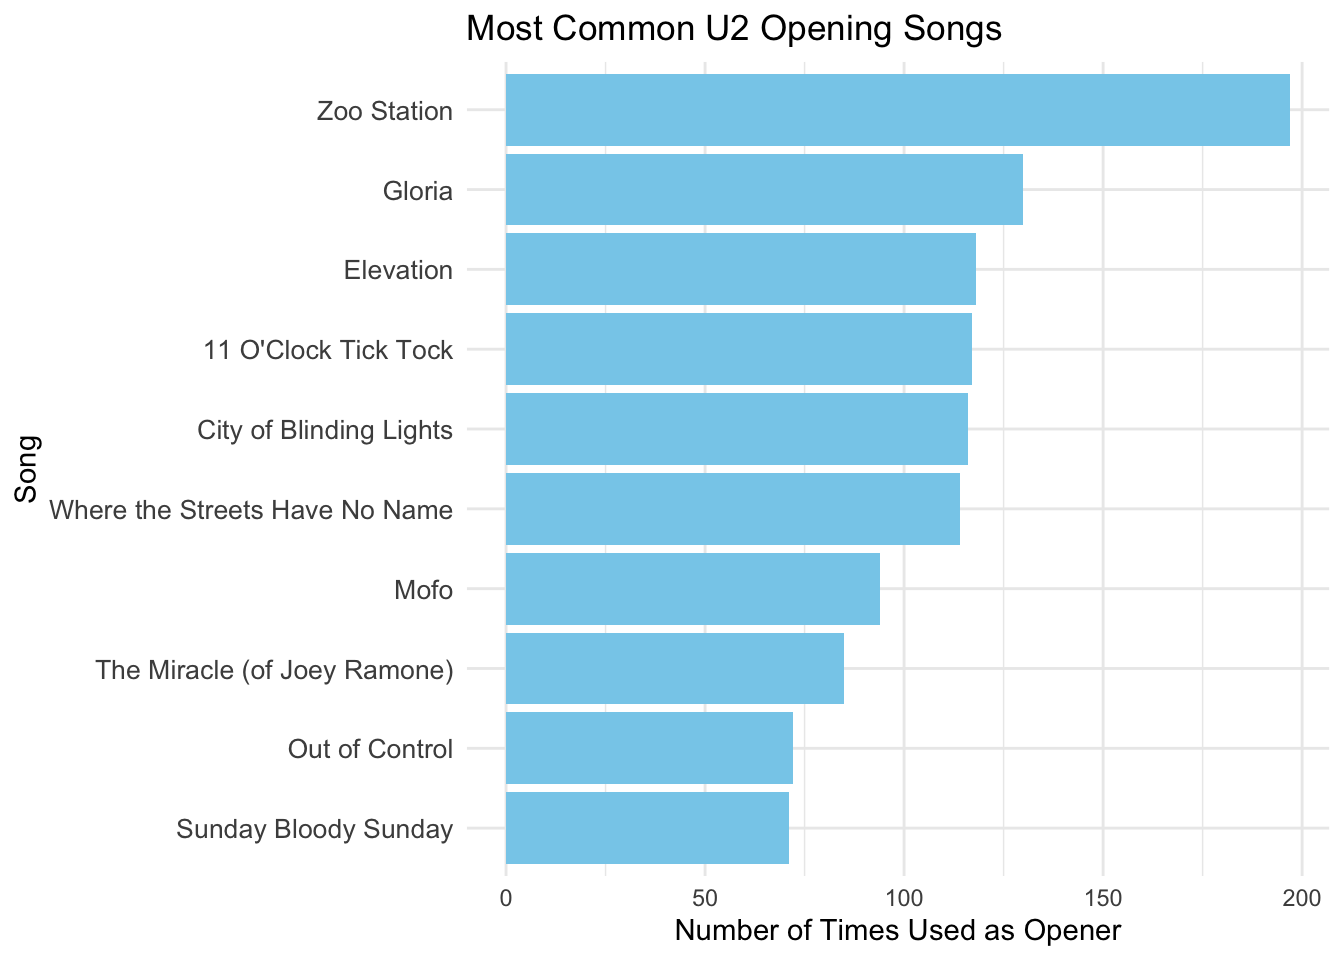 Most Common U2 Opening Songs
Song
Zoo Station
Gloria
Elevation
11 O'Clock Tick Tock
City of Blinding Lights
Where the Streets Have No Name
Mofo
The Miracle (of Joey Ramone)
Out of Control
Sunday Bloody Sunday
0 50 100 150 200
Number of Times Used as Opener